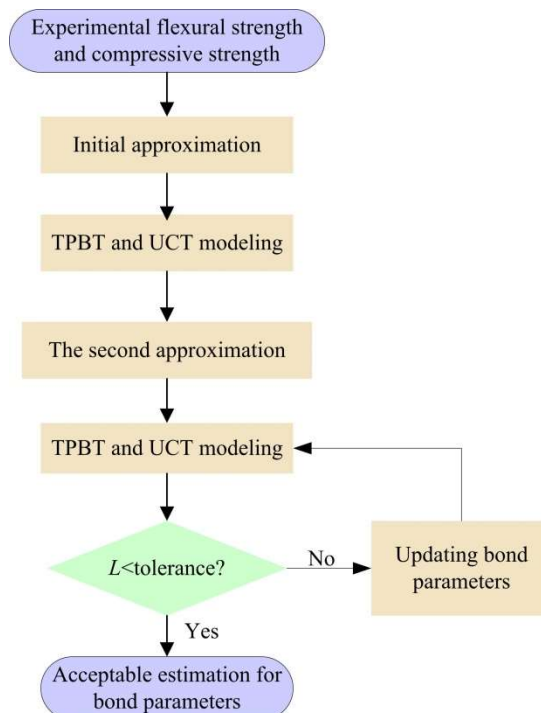 Experimental flexural strength
and compressive strength
Initial approximation
TPBT and UCT modeling
The second approximation
TPBT and UCT modeling
L<tolerance?
No
Updating bond
parameters
Yes
Acceptable estimation for
bond parameters